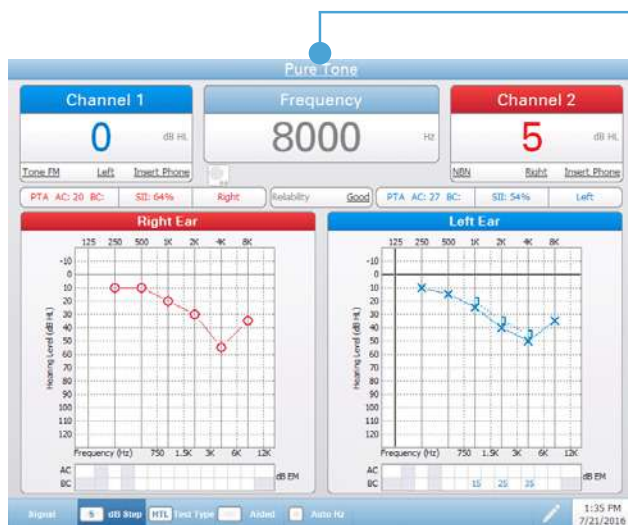 Pure Tone
Channel 1
Frequency
Channel 2
0 dB HL
8000 Hz
5 dB HL
Tone FM Left Insert Phone
NBN Right Insert Phone
PTA AC: 20 BC: SII: 64% Right
Reliability Good
PTA AC: 27 BC: SII: 54% Left
Right Ear
125 250 500 1K 2K 4K 8K
Hearing Level (dB HL)
-10
0
10
20
30
40
50
60
70
80
90
100
110
120
Frequency (Hz) 750 1.5K 3K 6K 12K
AC
BC
dB EM
Left Ear
125 250 500 1K 2K 4K 8K
Hearing Level (dB HL)
-10
0
10
20
30
40
50
60
70
80
90
100
110
120
Frequency (Hz) 750 1.5K 3K 6K 12K
AC
BC 15 25 35
dB EM
Signal 5 dB Step HTL Test Type Aided Auto Hz
1:35 PM
7/21/2016